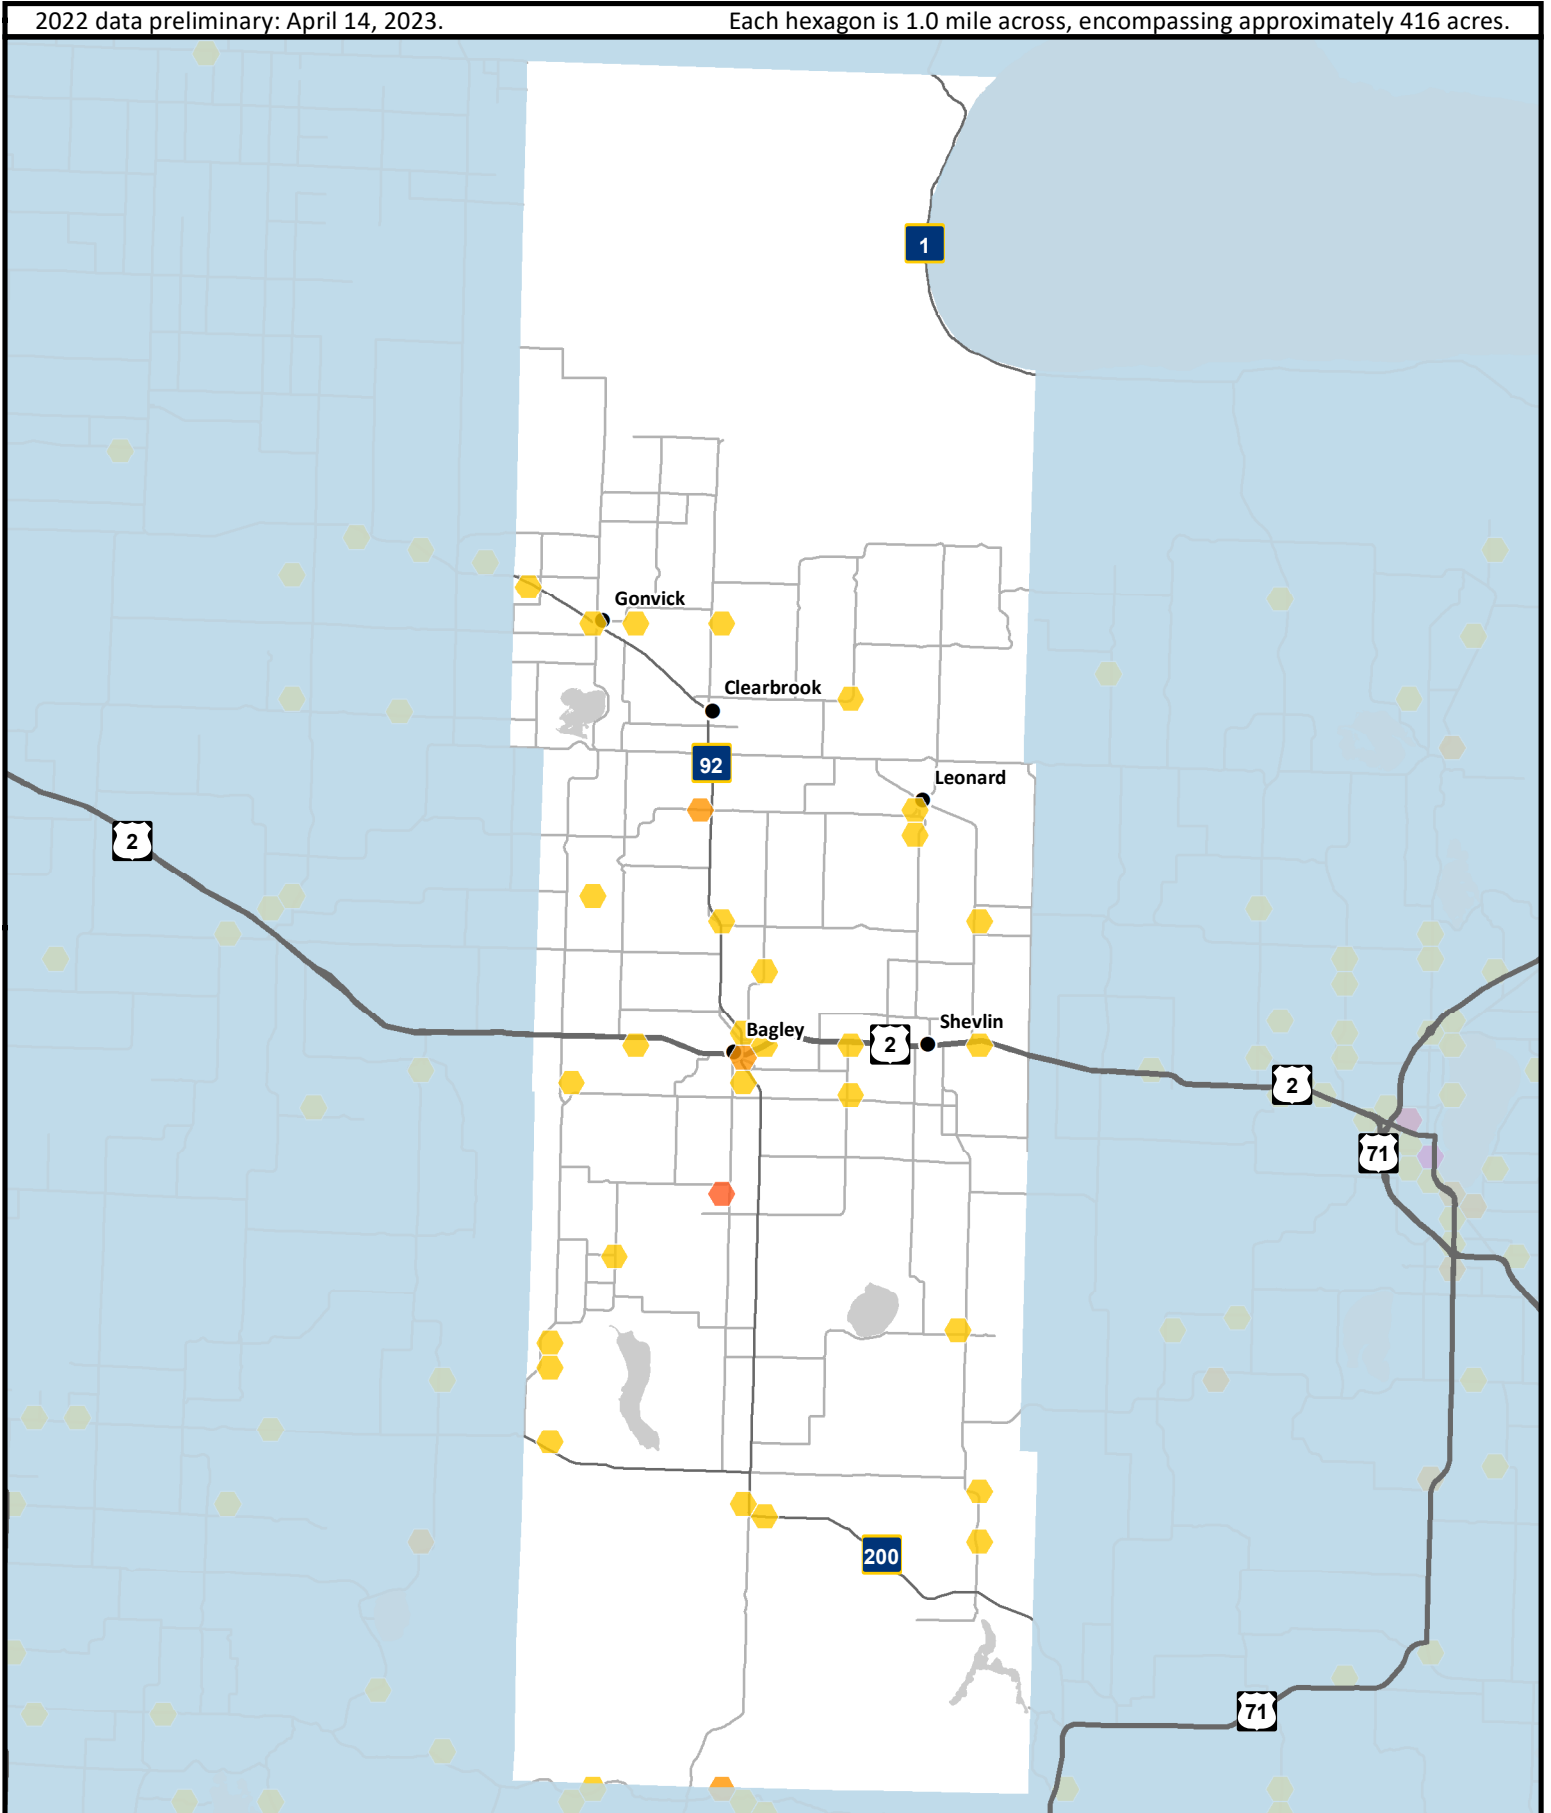 2022 data preliminary: April 14, 2023.
Each hexagon is 1.0 mile across, encompassing approximately 416 acres.
1
Gonvick
Clearbrook
92
Leonard
2
Bagley
Shevlin
2
2
71
200
71